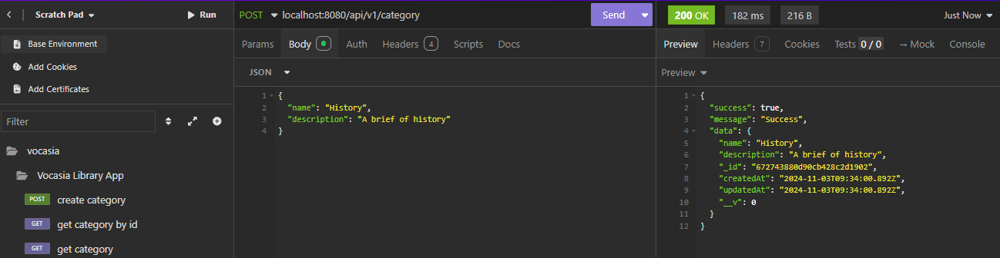 Scratch Pad
Run
Base Environment
Add Cookies
Add Certificates
Filter
vocasia
Vocasia Library App
POST create category
GET get category by id
GET get category
POST localhost:8080/api/v1/category Send
Params Body Auth Headers 4 Scripts Docs
JSON
1 {
2 "name": "History",
3 "description": "A brief of history"
4 }
200 OK 182 ms 216 B Just Now
Preview Headers 7 Cookies Tests 0 / 0 → Mock Console
Preview
1 {
2 "success": true,
3 "message": "Success",
4 "data": {
5 "name": "History",
6 "description": "A brief of history",
7 "_id": "672743880d90cb428c2d1902",
8 "createdAt": "2024-11-03T09:34:00.892Z",
9 "updatedAt": "2024-11-03T09:34:00.892Z",
10 "__v": 0
11 }
12 }